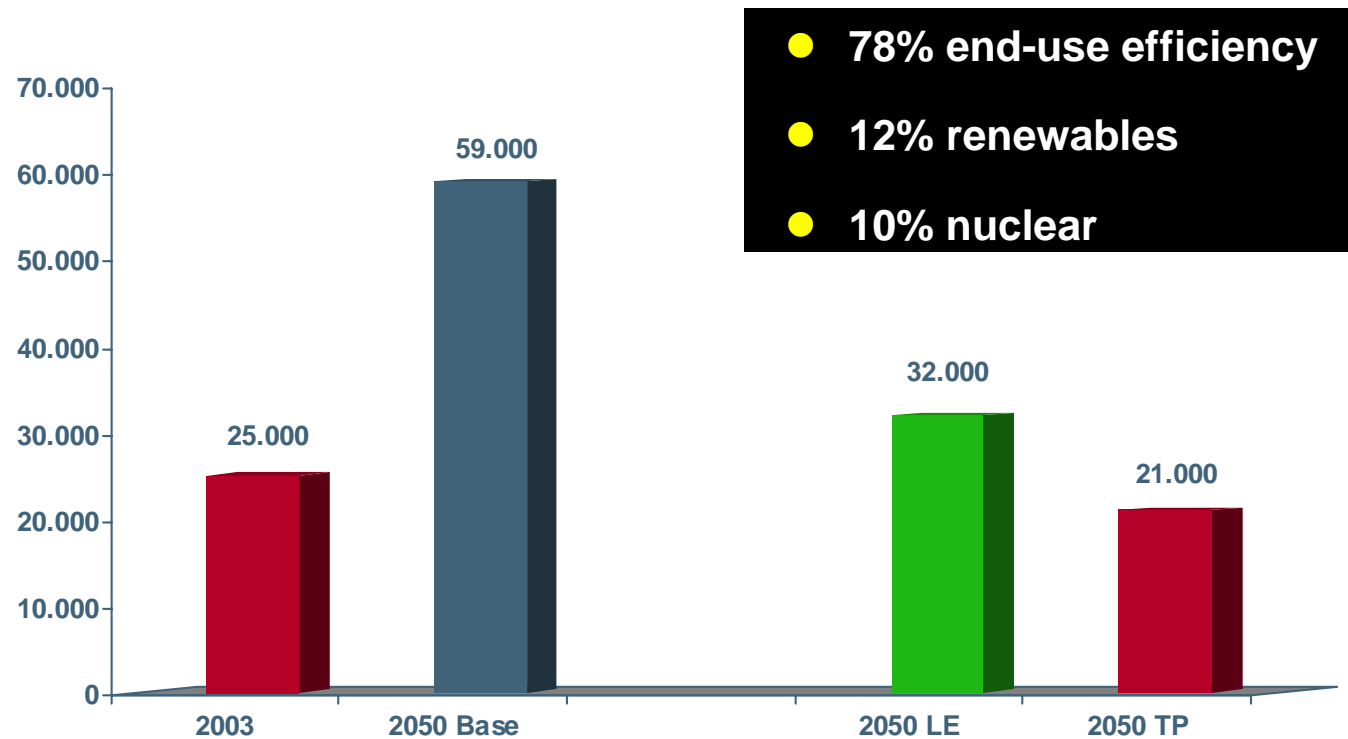 ● 78% end-use efficiency
● 12% renewables
● 10% nuclear
70.000
60.000
50.000
40.000
30.000
20.000
10.000
0
25.000
59.000
32.000
21.000
2003
2050 Base
2050 LE
2050 TP